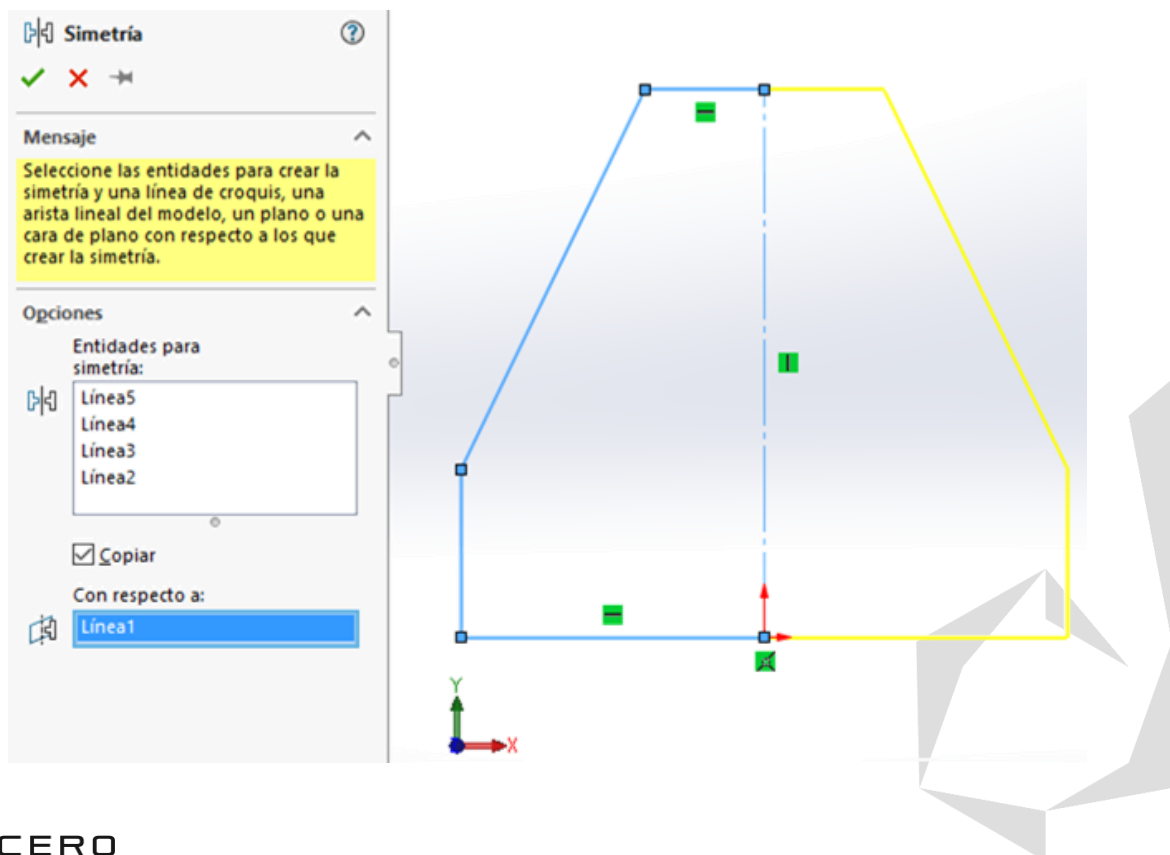 Simetría
Mensaje
Seleccione las entidades para crear la
simetría y una línea de croquis, una
arista lineal del modelo, un plano o una
cara de plano con respecto a los que
crear la simetría.
Opciones
Entidades para
simetría:
Línea5
Línea4
Línea3
Línea2
Copiar
Con respecto a:
Línea1
Y
X
CERO